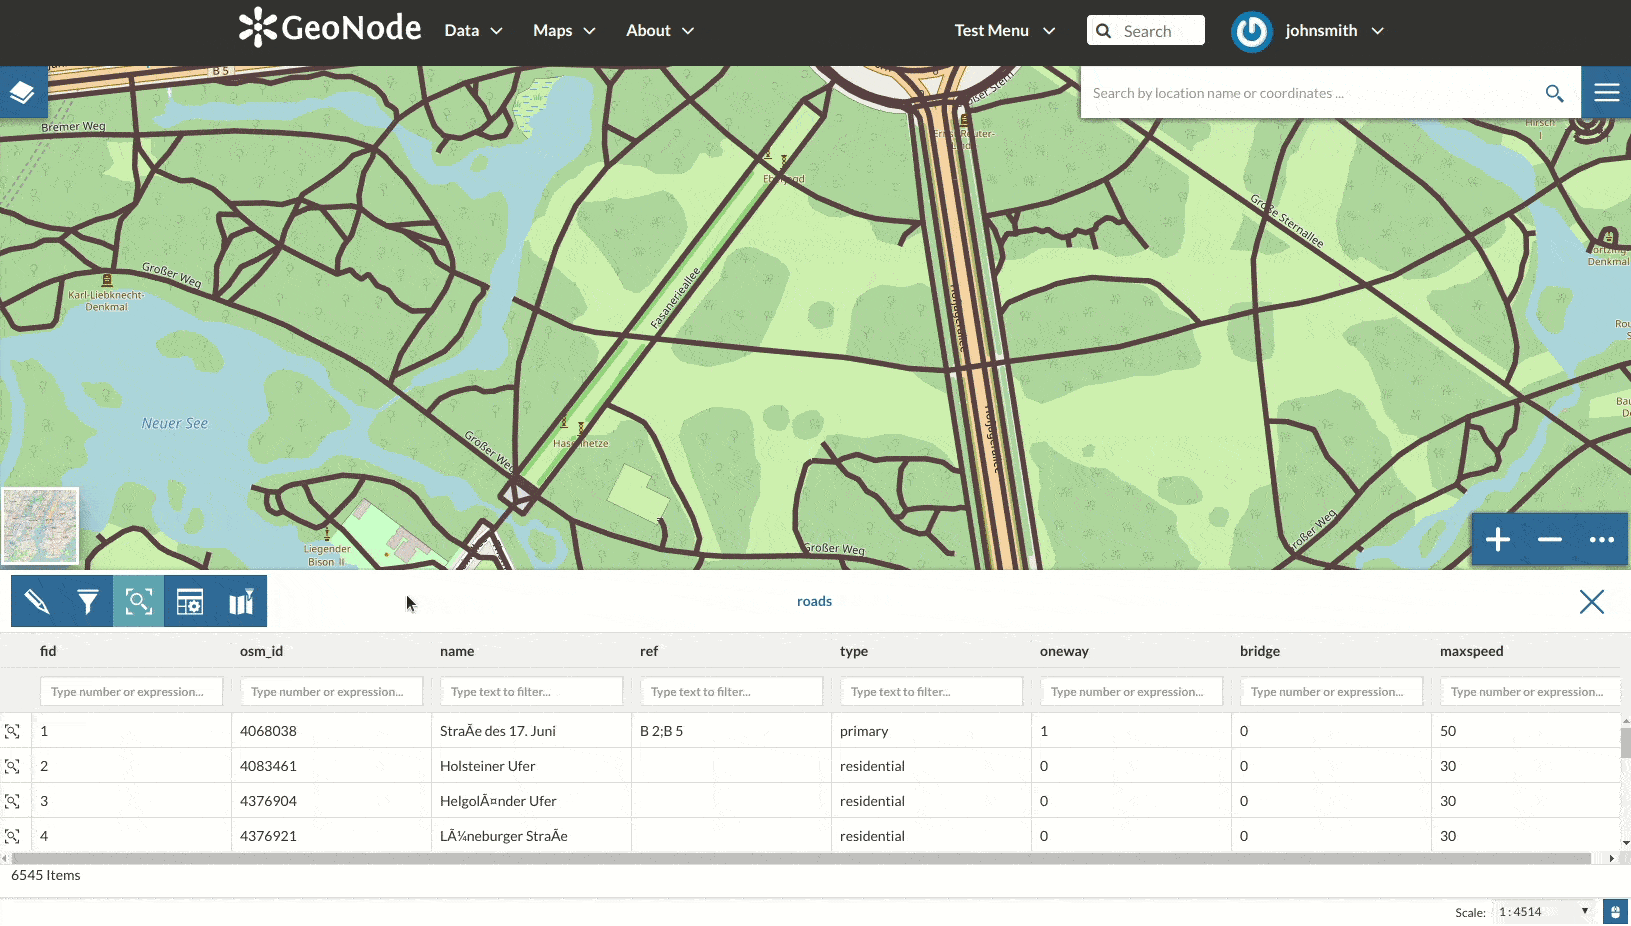 GeoNode Data Maps About Test Menu Search johnsmith
B 5
Search by location name or coordinates ...
Bremer Weg
Hirsch
I
Großer Weg
Karl-Liebknecht-
Denkmal
Fasanerieallee
Große Sternallee
Denkmal
Neuer See
Großer Weg
Liegender
Bison II
Großer Weg
roads
fid osm_id name ref type oneway bridge maxspeed
Type number or expression... Type number or expression... Type text to filter... Type text to filter... Type text to filter... Type number or expression... Type number or expression... Type number or expression...
1 4068038 StraÃe des 17. Juni B 2;B 5 primary 1 0 50
2 4083461 Holsteiner Ufer residential 0 0 30
3 4376904 HelgolÃ¤nder Ufer residential 0 0 30
4 4376921 LÃ¼neburger StraÃe residential 0 0 30
6545 Items
Scale: 1 : 4514